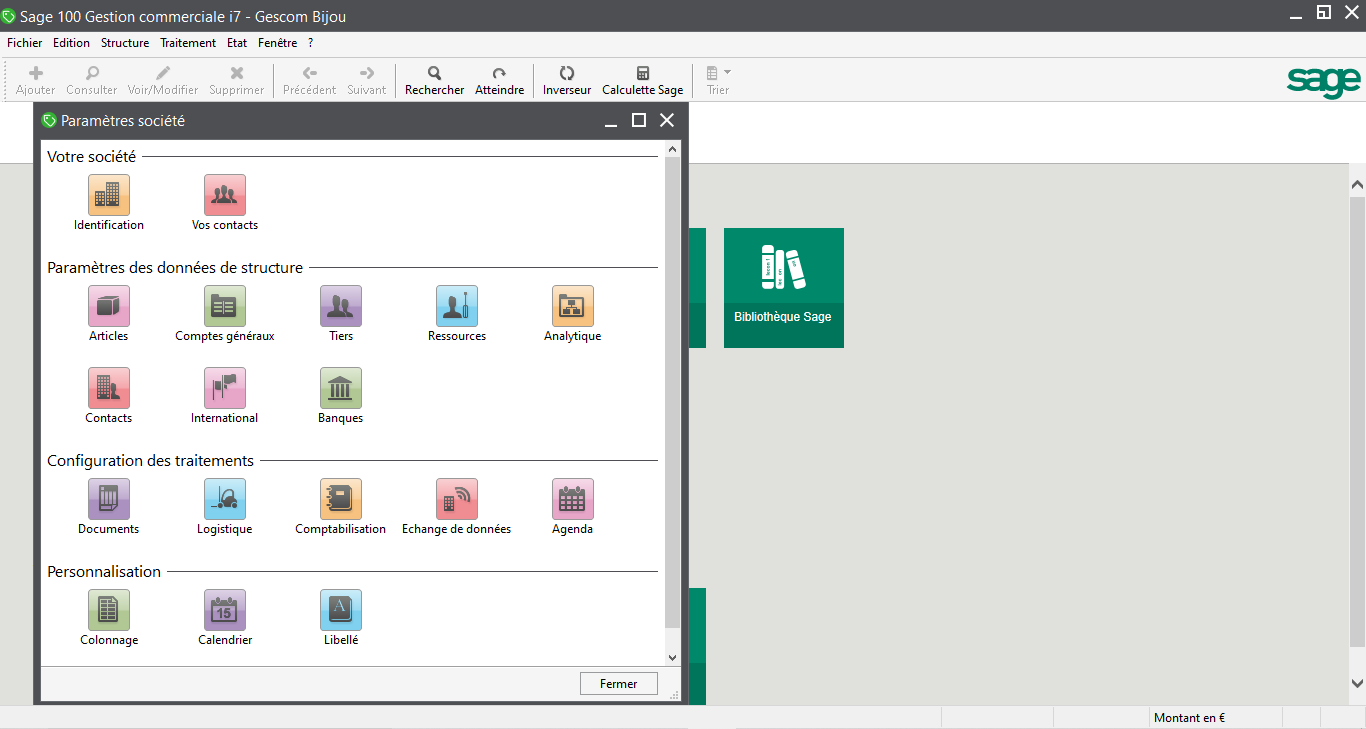 Sage 100 Gestion commerciale i7 - Gescom Bijou
Fichier Edition Structure Traitement Etat Fenêtre ?
Ajouter Consulter Voir/Modifier Supprimer Précédent Suivant Rechercher Atteindre Inverseur Calculette Sage Trier
sage
Paramètres société
Votre société
Identification Vos contacts
Paramètres des données de structure
Articles Comptes généraux Tiers Ressources Analytique
Contacts International Banques
Configuration des traitements
Documents Logistique Comptabilisation Echange de données Agenda
Personnalisation
15 A
Colonnage Calendrier Libellé
Fermer
Bibliothèque Sage
Montant en €